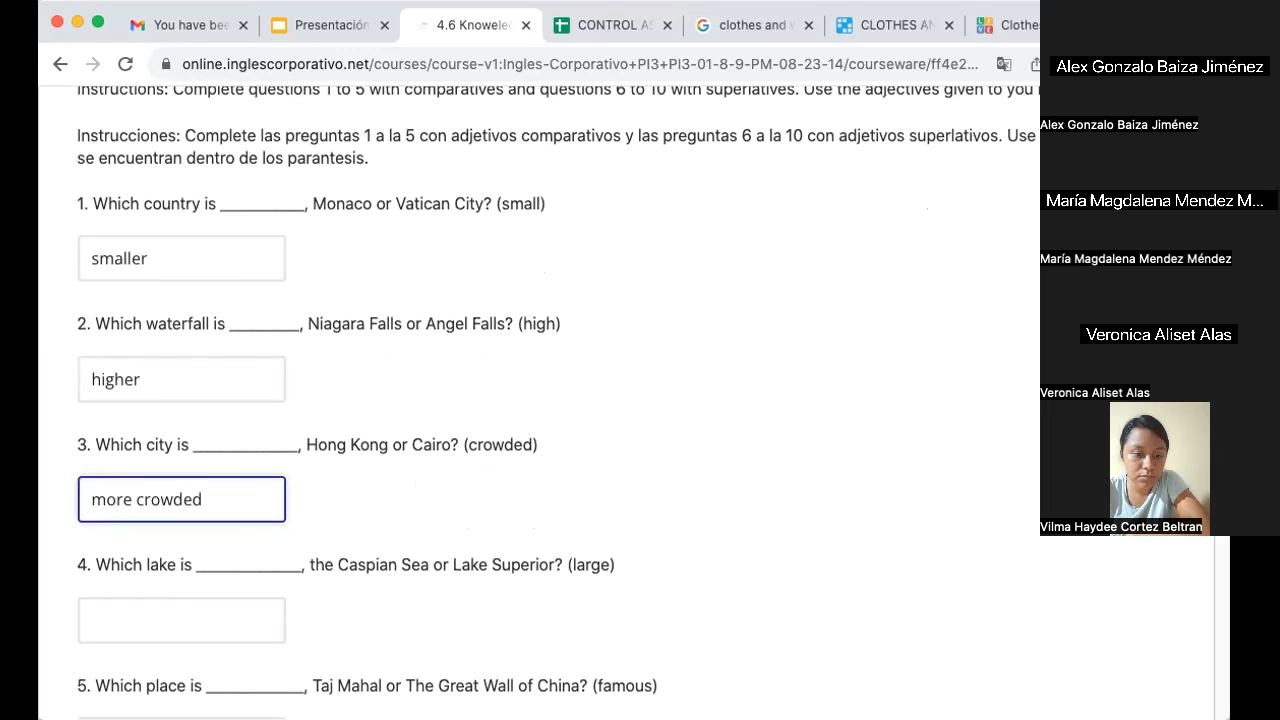 You have bee
Presentación
4.6 Knowele
CONTROL AS
clothes and v
CLOTHES AN
Clothe
online.inglescorporativo.net/courses/course-v1:Ingles-Corporativo+PI3+PI3-01-8-9-PM-08-23-14/courseware/ff4e2...
Instructions: Complete questions 1 to 5 with comparatives and questions 6 to 10 with superlatives. Use the adjectives given to you
Instrucciones: Complete las preguntas 1 a la 5 con adjetivos comparativos y las preguntas 6 a la 10 con adjetivos superlativos. Use
se encuentran dentro de los parantesis.
1. Which country is __________, Monaco or Vatican City? (small)
smaller
2. Which waterfall is ________, Niagara Falls or Angel Falls? (high)
higher
3. Which city is ____________, Hong Kong or Cairo? (crowded)
more crowded
4. Which lake is ____________, the Caspian Sea or Lake Superior? (large)
5. Which place is ___________, Taj Mahal or The Great Wall of China? (famous)
Alex Gonzalo Baiza Jiménez
Alex Gonzalo Baiza Jiménez
María Magdalena Mendez M...
María Magdalena Mendez Méndez
Veronica Aliset Alas
Veronica Aliset Alas
Vilma Haydee Cortez Beltran